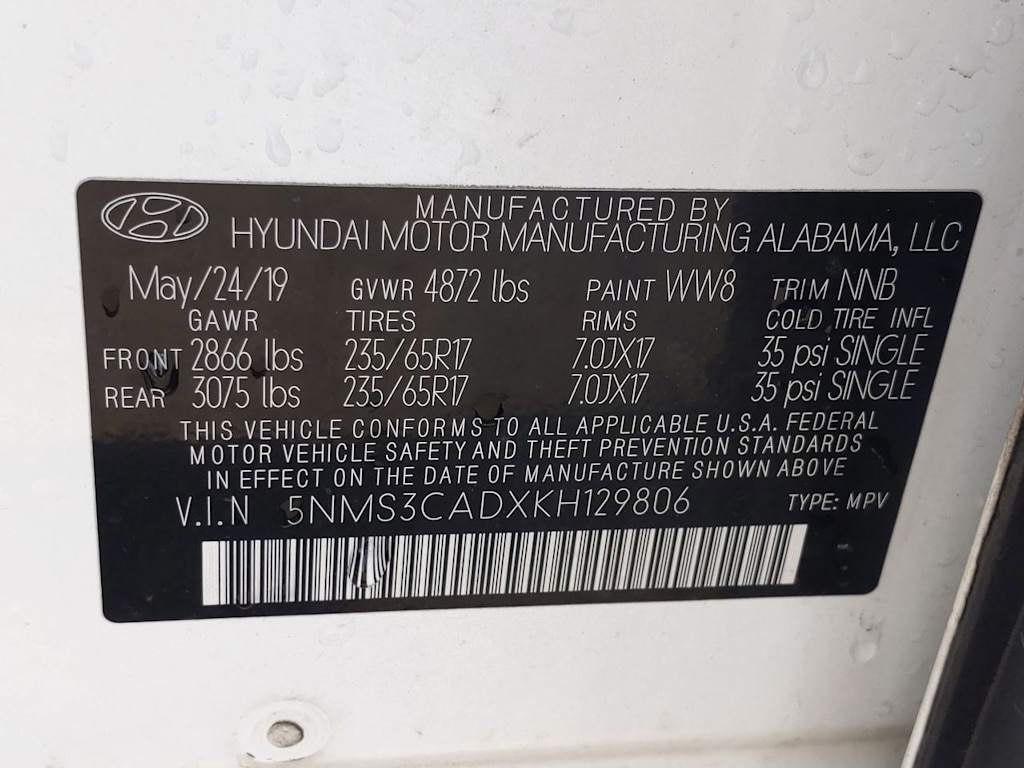 MANUFACTURED BY
HYUNDAI MOTOR MANUFACTURING ALABAMA, LLC
May/24/19 GVWR 4872 lbs PAINT WW8 TRIM NNB
GAWR TIRES RIMS COLD TIRE INFL
FRONT 2866 lbs 235/65R17 7.0JX17 35 psi SINGLE
REAR 3075 lbs 235/65R17 7.0JX17 35 psi SINGLE
THIS VEHICLE CONFORMS TO ALL APPLICABLE U.S.A. FEDERAL
MOTOR VEHICLE SAFETY AND THEFT PREVENTION STANDARDS
IN EFFECT ON THE DATE OF MANUFACTURE SHOWN ABOVE
V.I.N 5NMS3CADXKH129806 TYPE: MPV